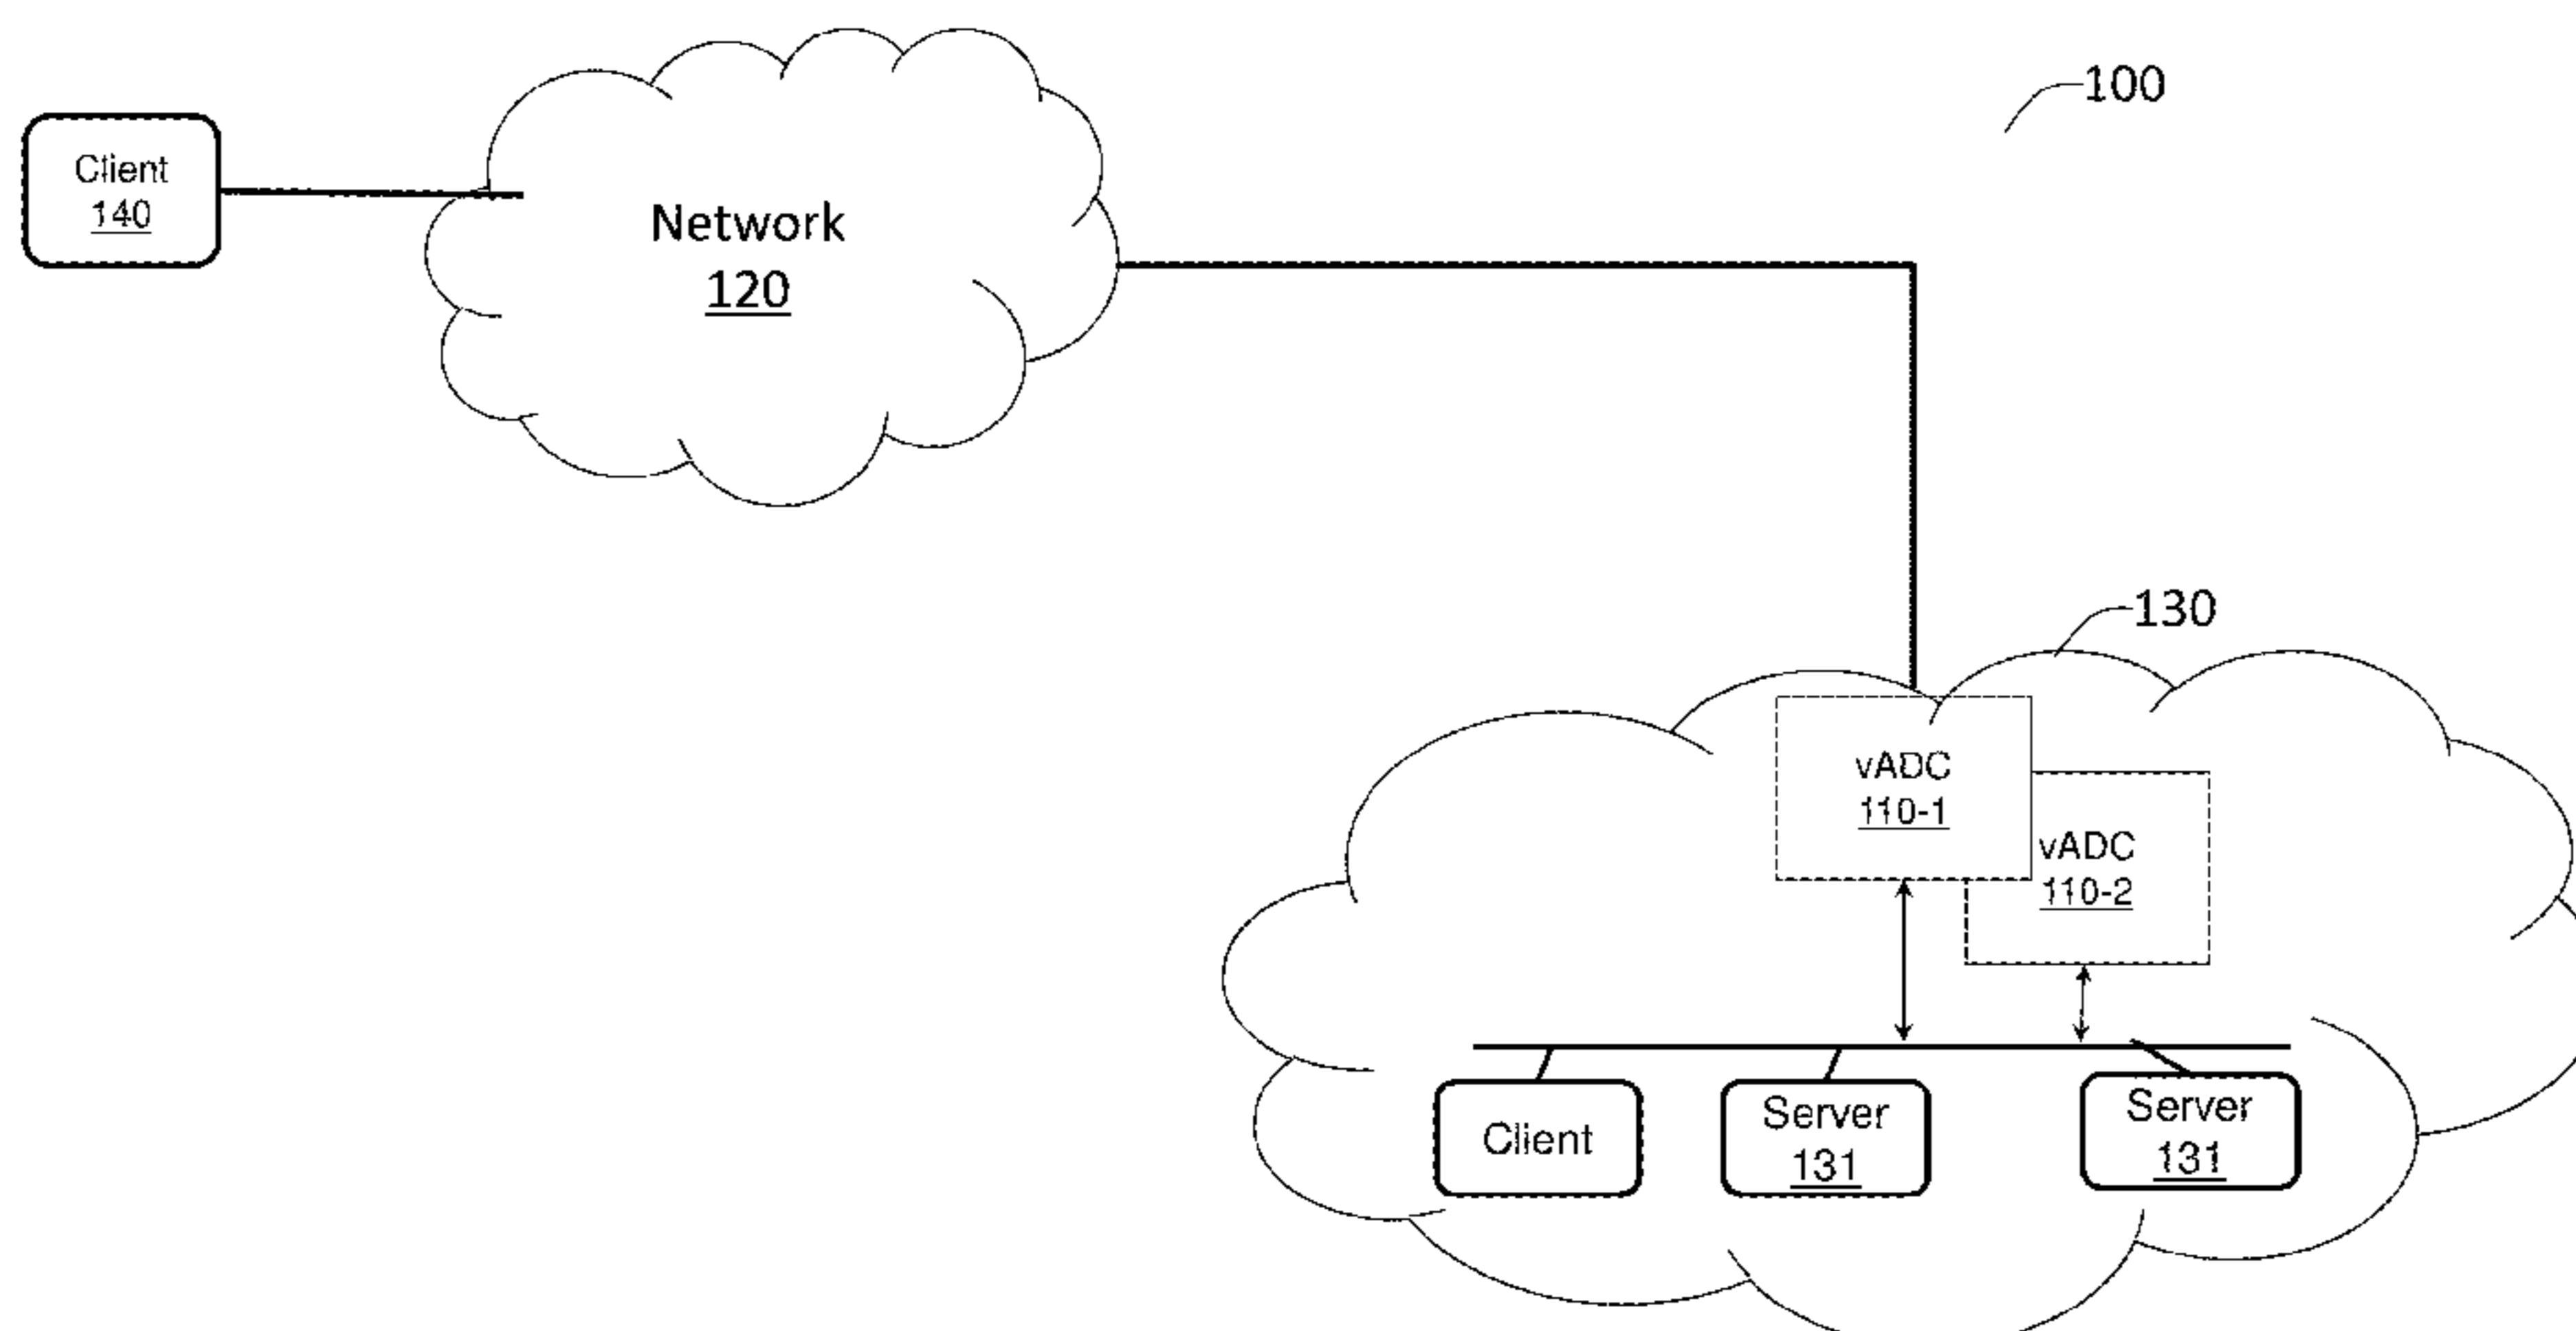 100
Client
140
Network
120
130
vADC
110-1
vADC
110-2
Client
Server
131
Server
131